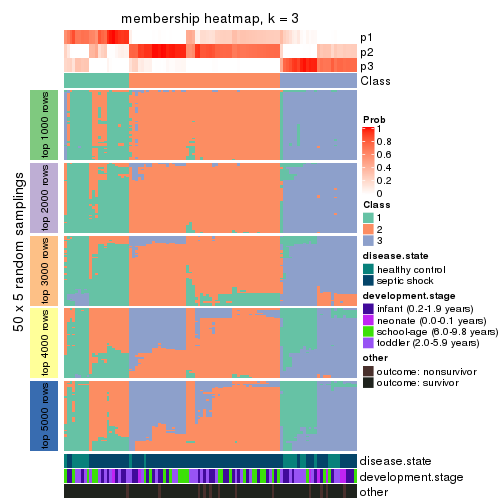 membership heatmap, k = 3
p1
p2
p3
Class
50 x 5 random samplings
top 1000 rows
top 2000 rows
top 3000 rows
top 4000 rows
top 5000 rows
Prob
1
0.8
0.6
0.4
0.2
0
Class
1
2
3
disease.state
healthy control
septic shock
development.stage
infant (0.2-1.9 years)
neonate (0.0-0.1 years)
school-age (6.0-9.8 years)
toddler (2.0-5.9 years)
other
outcome: nonsurvivor
outcome: survivor
disease.state
development.stage
other